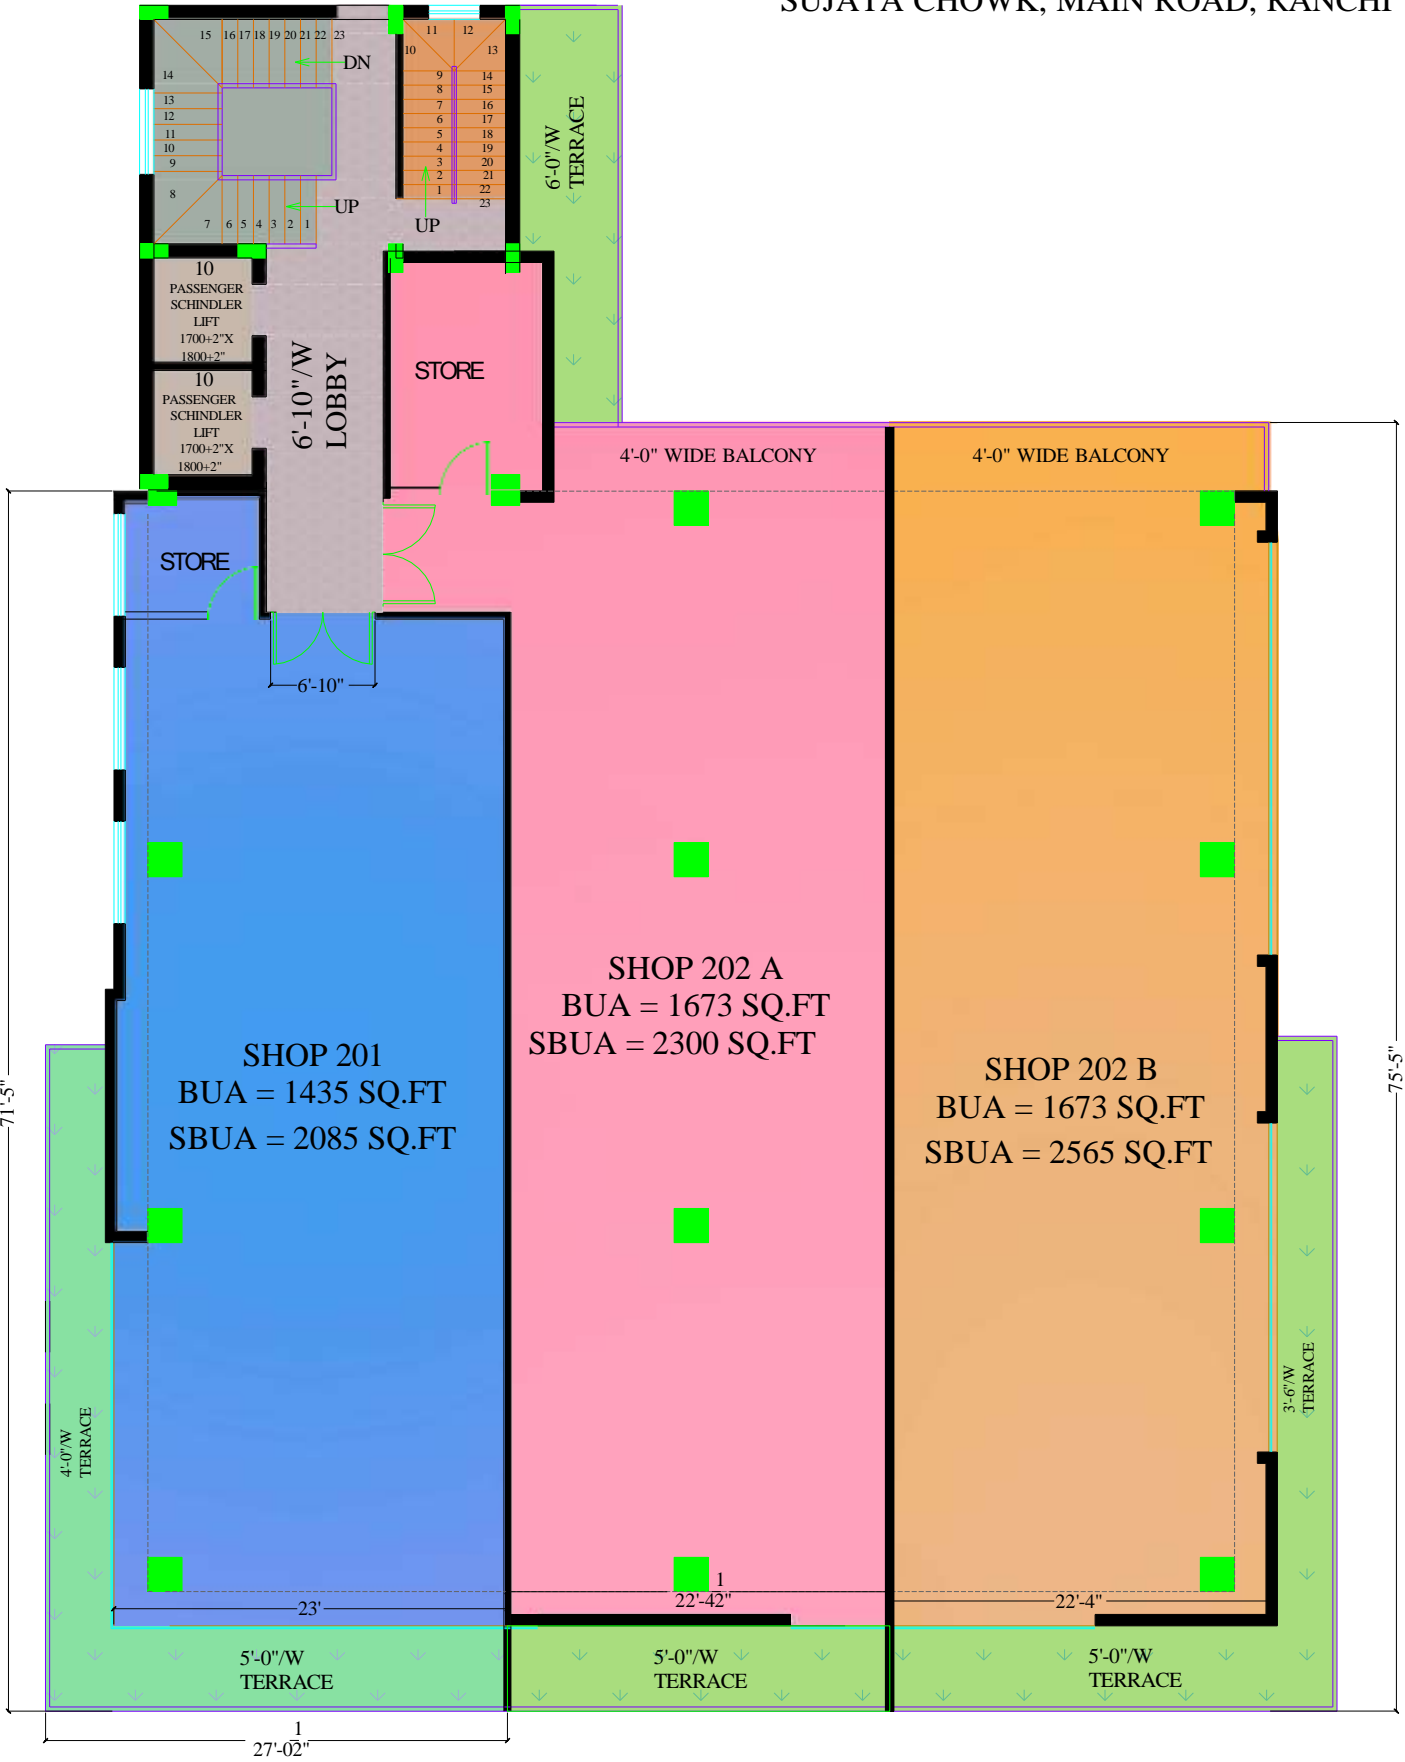 SUJATA CHOWK, MAIN ROAD, RANCHI
15 16 17 18 19 20 21 22 23
DN
14
13
12
11
10
9
8
7 6 5 4 3 2 1
UP
11 12
10 13
9 14
8 15
7 16
6 17
5 18
4 19
3 20
2 21
1 22
23
UP
6'-0"/W
TERRACE
10
PASSENGER
SCHINDLER
LIFT
1700+2"X
1800+2"
10
PASSENGER
SCHINDLER
LIFT
1700+2"X
1800+2"
6'-10"/W
LOBBY
STORE
4'-0" WIDE BALCONY
4'-0" WIDE BALCONY
STORE
6'-10"
SHOP 202 A
BUA = 1673 SQ.FT
SBUA = 2300 SQ.FT
SHOP 201
BUA = 1435 SQ.FT
SBUA = 2085 SQ.FT
SHOP 202 B
BUA = 1673 SQ.FT
SBUA = 2565 SQ.FT
71'-5"
75'-5"
4'-0"/W
TERRACE
3'-6"/W
TERRACE
23'
1
22'-42"
22'-4"
5'-0"/W
TERRACE
5'-0"/W
TERRACE
5'-0"/W
TERRACE
1
27'-02"